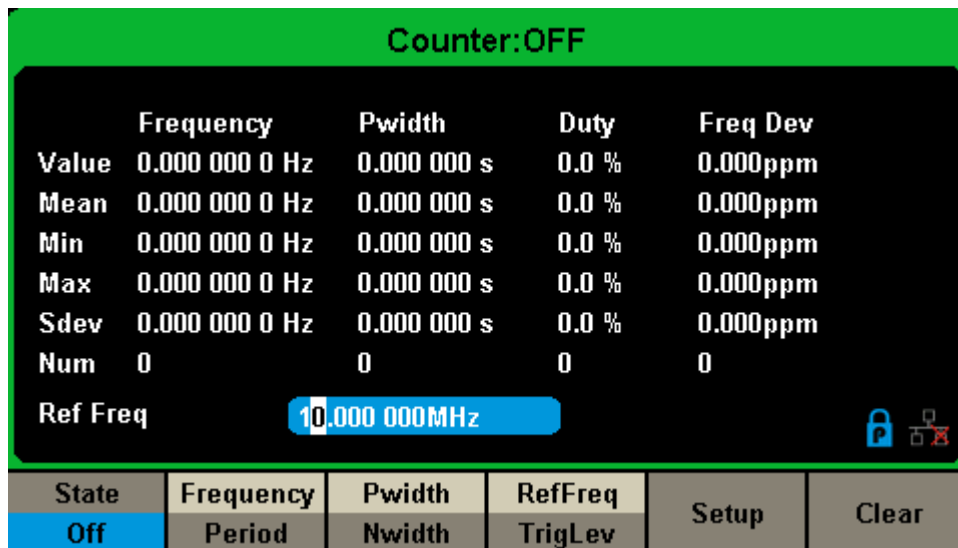 Counter:OFF
Frequency Pwidth Duty Freq Dev
Value 0.000 000 0 Hz 0.000 000 s 0.0 % 0.000ppm
Mean 0.000 000 0 Hz 0.000 000 s 0.0 % 0.000ppm
Min 0.000 000 0 Hz 0.000 000 s 0.0 % 0.000ppm
Max 0.000 000 0 Hz 0.000 000 s 0.0 % 0.000ppm
Sdev 0.000 000 0 Hz 0.000 000 s 0.0 % 0.000ppm
Num 0 0 0 0
Ref Freq 10.000 000MHz
P
State Frequency Pwidth RefFreq Setup Clear
Off Period Nwidth TrigLev